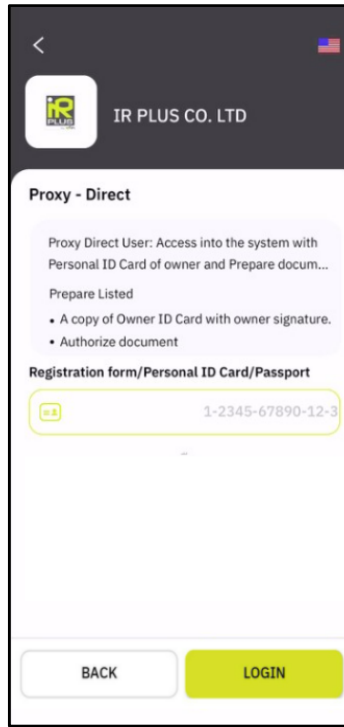 iR
PLUS
IR PLUS CO. LTD
Proxy - Direct
Proxy Direct User: Access into the system with
Personal ID Card of owner and Prepare docum...
Prepare Listed
• A copy of Owner ID Card with owner signature.
• Authorize document
Registration form/Personal ID Card/Passport
1-2345-67890-12-3
BACK
LOGIN